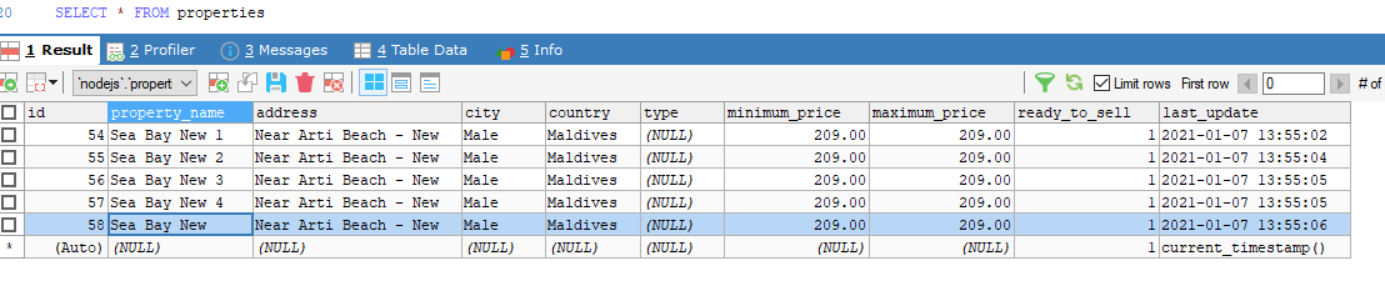 20 SELECT * FROM properties
1 Result 2 Profiler 3 Messages 4 Table Data 5 Info
`nodejs`.`propert Limit rows First row 0 # of
id property_name address city country type minimum_price maximum_price ready_to_sell last_update
54 Sea Bay New 1 Near Arti Beach - New Male Maldives (NULL) 209.00 209.00 1 2021-01-07 13:55:02
55 Sea Bay New 2 Near Arti Beach - New Male Maldives (NULL) 209.00 209.00 1 2021-01-07 13:55:04
56 Sea Bay New 3 Near Arti Beach - New Male Maldives (NULL) 209.00 209.00 1 2021-01-07 13:55:05
57 Sea Bay New 4 Near Arti Beach - New Male Maldives (NULL) 209.00 209.00 1 2021-01-07 13:55:05
58 Sea Bay New Near Arti Beach - New Male Maldives (NULL) 209.00 209.00 1 2021-01-07 13:55:06
* (Auto) (NULL) (NULL) (NULL) (NULL) (NULL) (NULL) (NULL) 1 current_timestamp()